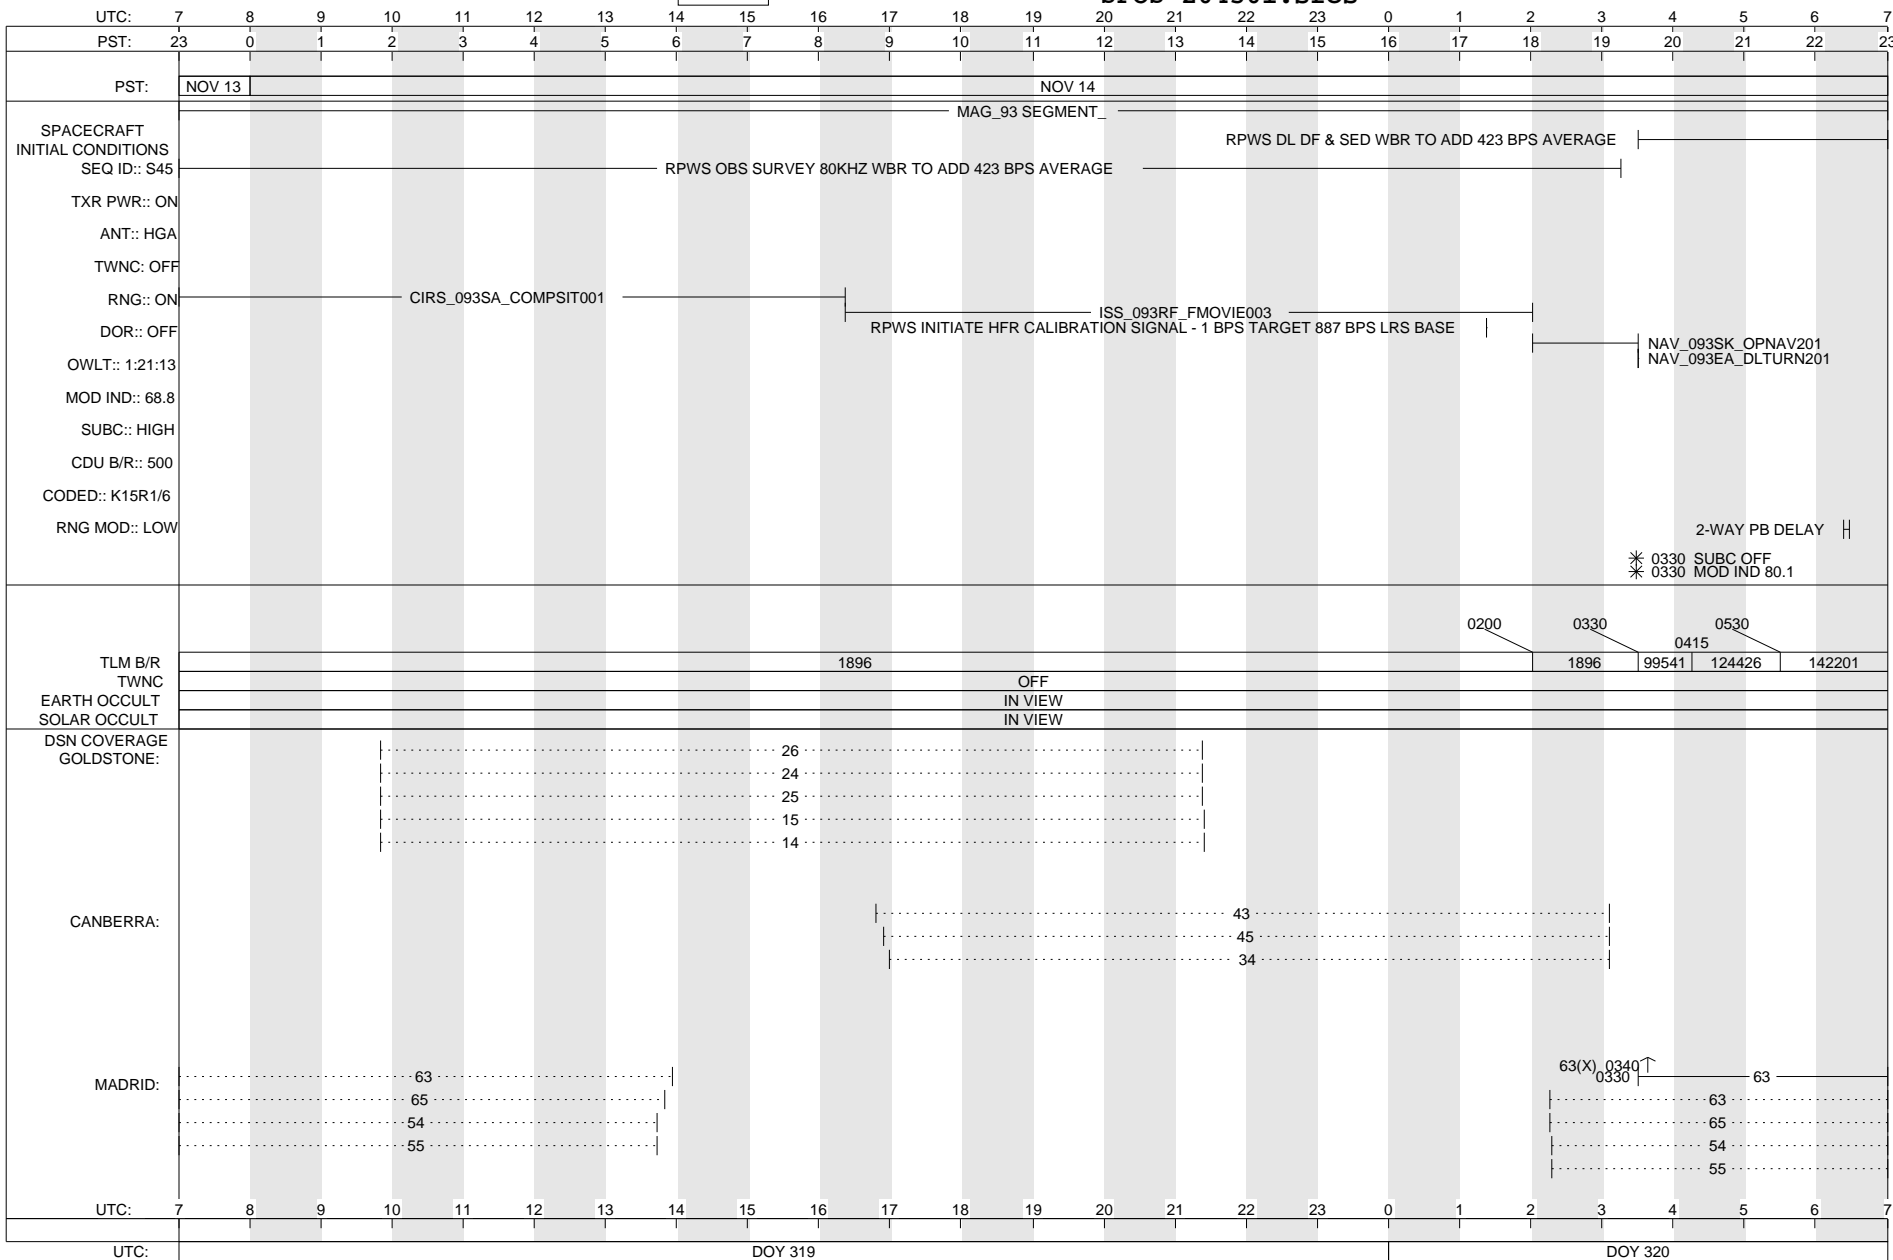 UTC: 7 8 9 10 11 12 13 14 15 16 17 18 19 20 21 22 23 0 1 2 3 4 5 6 7
PST: 23 0 1 2 3 4 5 6 7 8 9 10 11 12 13 14 15 16 17 18 19 20 21 22 23
PST: NOV 13 NOV 14
MAG_93 SEGMENT_
SPACECRAFT
INITIAL CONDITIONS
RPWS DL DF & SED WBR TO ADD 423 BPS AVERAGE
SEQ ID:: S45
RPWS OBS SURVEY 80KHZ WBR TO ADD 423 BPS AVERAGE
TXR PWR:: ON
ANT:: HGA
TWNC: OFF
RNG:: ON
CIRS_093SA_COMPSIT001
ISS_093RF_FMOVIE003
DOR:: OFF
RPWS INITIATE HFR CALIBRATION SIGNAL - 1 BPS TARGET 887 BPS LRS BASE
NAV_093SK_OPNAV201
NAV_093EA_DLTURN201
OWLT:: 1:21:13
MOD IND:: 68.8
SUBC:: HIGH
CDU B/R:: 500
CODED:: K15R1/6
RNG MOD:: LOW
2-WAY PB DELAY
0330 SUBC OFF
0330 MOD IND 80.1
0200 0330 0530
0415
TLM B/R 1896 1896 99541 124426 142201
TWNC OFF
EARTH OCCULT IN VIEW
SOLAR OCCULT IN VIEW
DSN COVERAGE
GOLDSTONE:
26
24
25
15
14
CANBERRA:
43
45
34
MADRID:
63(X) 0340
63 0330 63
65 63
54 65
55 54
55
UTC: 7 8 9 10 11 12 13 14 15 16 17 18 19 20 21 22 23 0 1 2 3 4 5 6 7
UTC: DOY 319 DOY 320